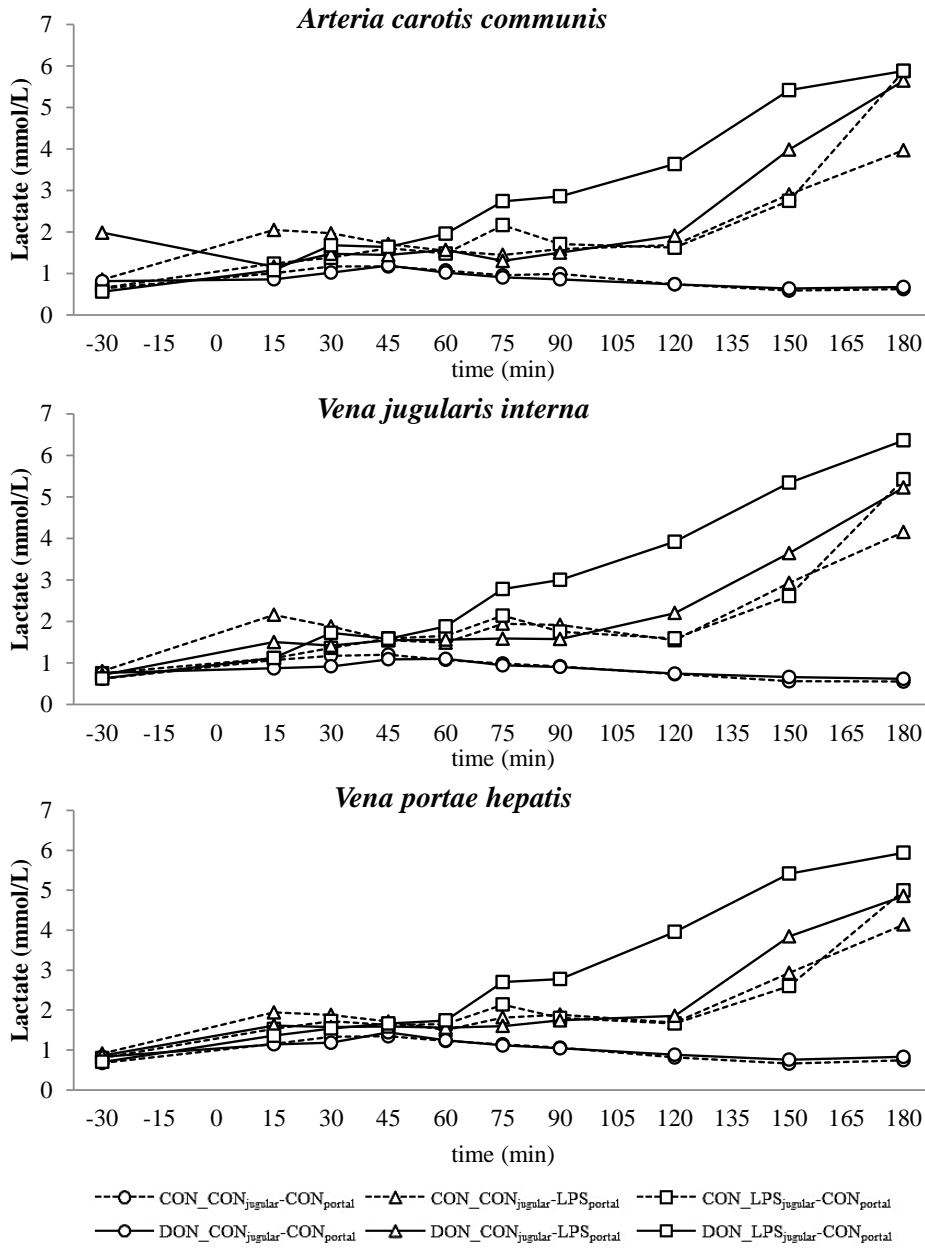 Arteria carotis communis
Lactate (mmol/L)
7
6
5
4
3
2
1
0
-30 -15 0 15 30 45 60 75 90 105 120 135 150 165 180
time (min)
Vena jugularis interna
Lactate (mmol/L)
7
6
5
4
3
2
1
0
-30 -15 0 15 30 45 60 75 90 105 120 135 150 165 180
time (min)
Vena portae hepatis
Lactate (mmol/L)
7
6
5
4
3
2
1
0
-30 -15 0 15 30 45 60 75 90 105 120 135 150 165 180
time (min)
CON_CONjugular-CONportal CON_CONjugular-LPSportal CON_LPSjugular-CONportal
DON_CONjugular-CONportal DON_CONjugular-LPSportal DON_LPSjugular-CONportal